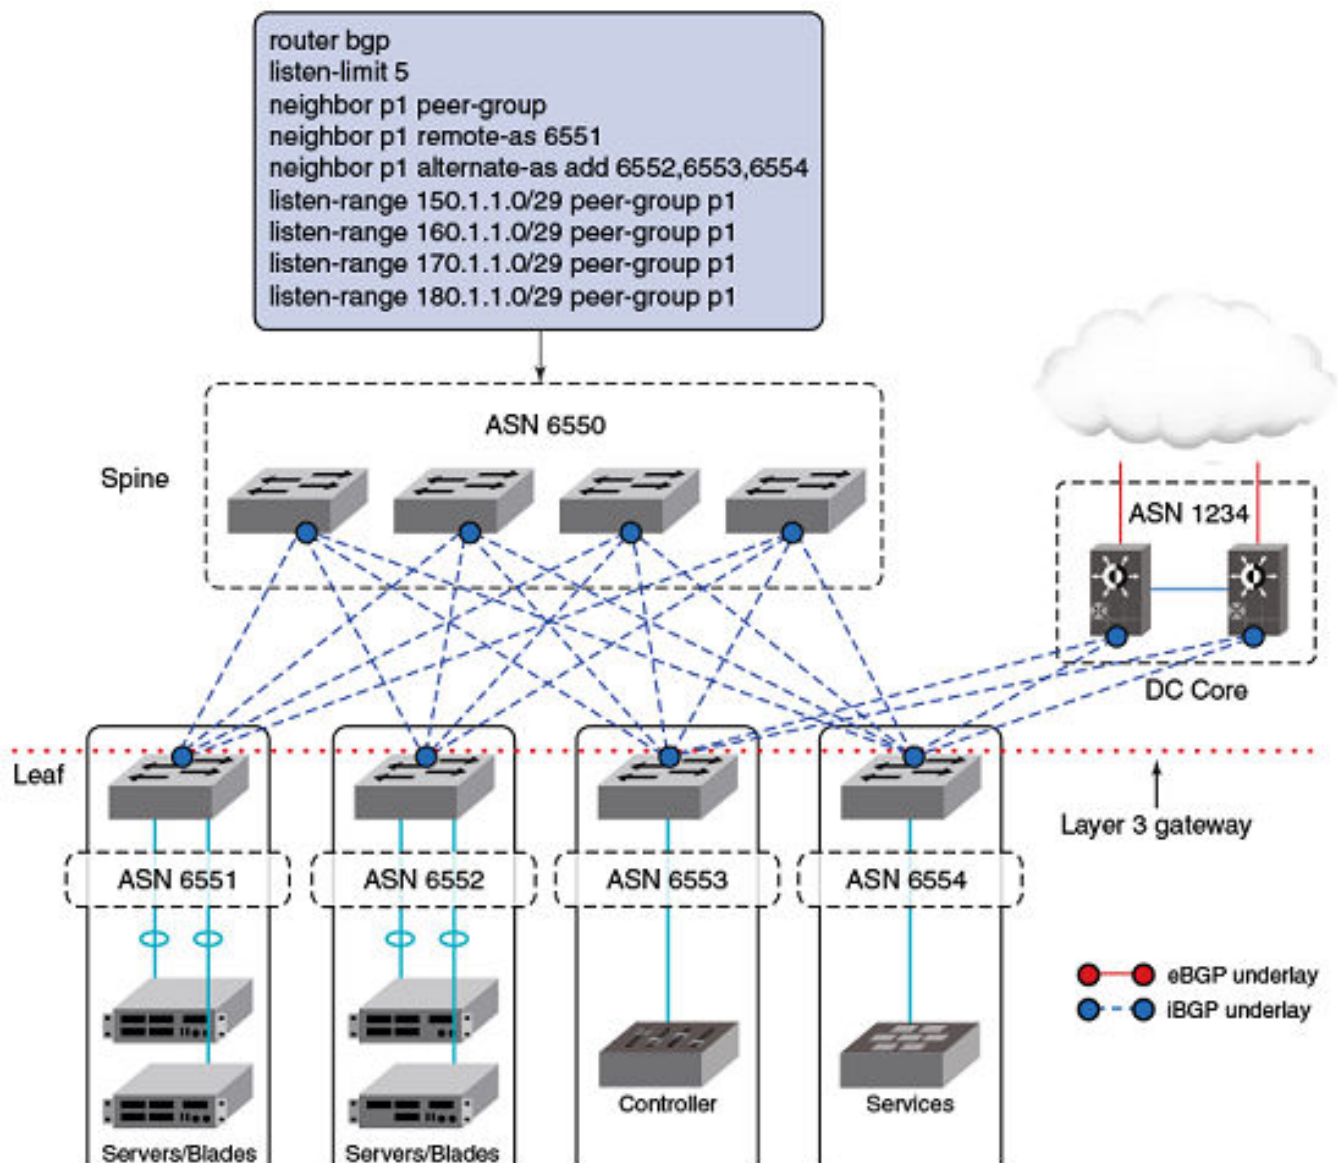 router bgp
listen-limit 5
neighbor p1 peer-group
neighbor p1 remote-as 6551
neighbor p1 alternate-as add 6552,6553,6554
listen-range 150.1.1.0/29 peer-group p1
listen-range 160.1.1.0/29 peer-group p1
listen-range 170.1.1.0/29 peer-group p1
listen-range 180.1.1.0/29 peer-group p1
ASN 6550
Spine
ASN 1234
DC Core
Leaf
Layer 3 gateway
ASN 6551
ASN 6552
ASN 6553
ASN 6554
eBGP underlay
iBGP underlay
Controller
Services
Servers/Blades
Servers/Blades